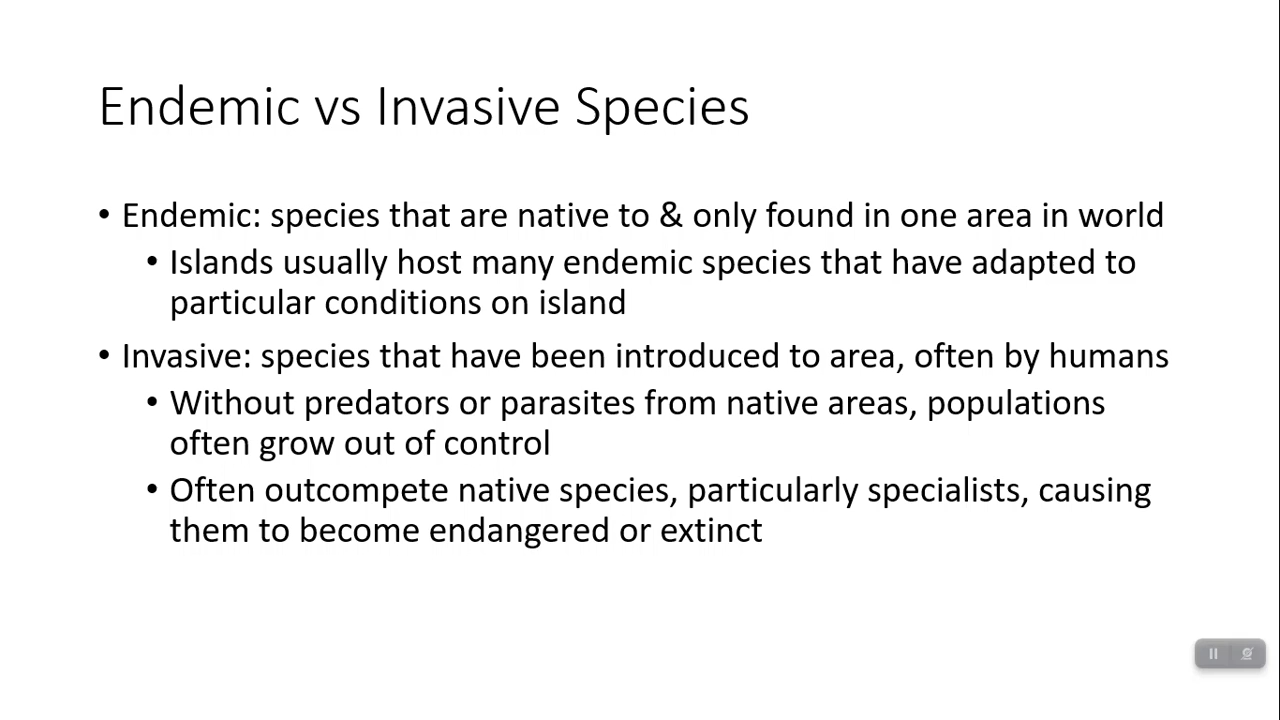 Endemic vs Invasive Species
• Endemic: species that are native to & only found in one area in world
• Islands usually host many endemic species that have adapted to
particular conditions on island
• Invasive: species that have been introduced to area, often by humans
• Without predators or parasites from native areas, populations
often grow out of control
• Often outcompete native species, particularly specialists, causing
them to become endangered or extinct